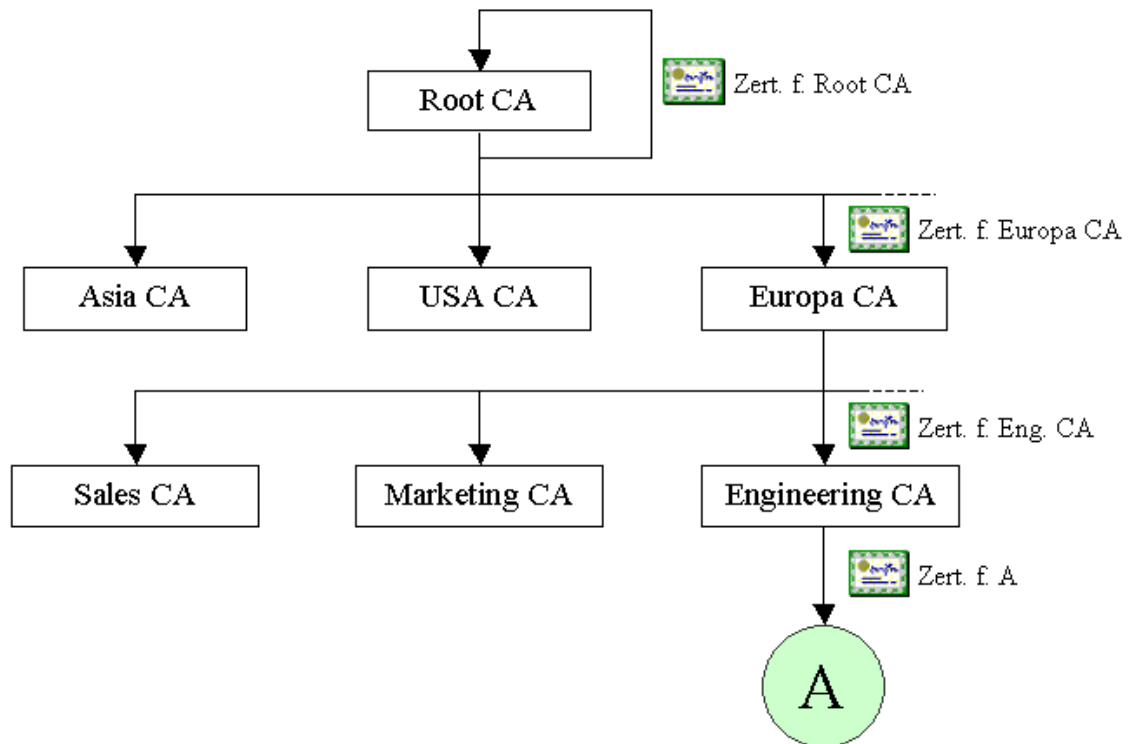 Root CA
Zert. f. Root CA
Zert. f. Europa CA
Asia CA
USA CA
Europa CA
Zert. f. Eng. CA
Sales CA
Marketing CA
Engineering CA
Zert. f. A
A